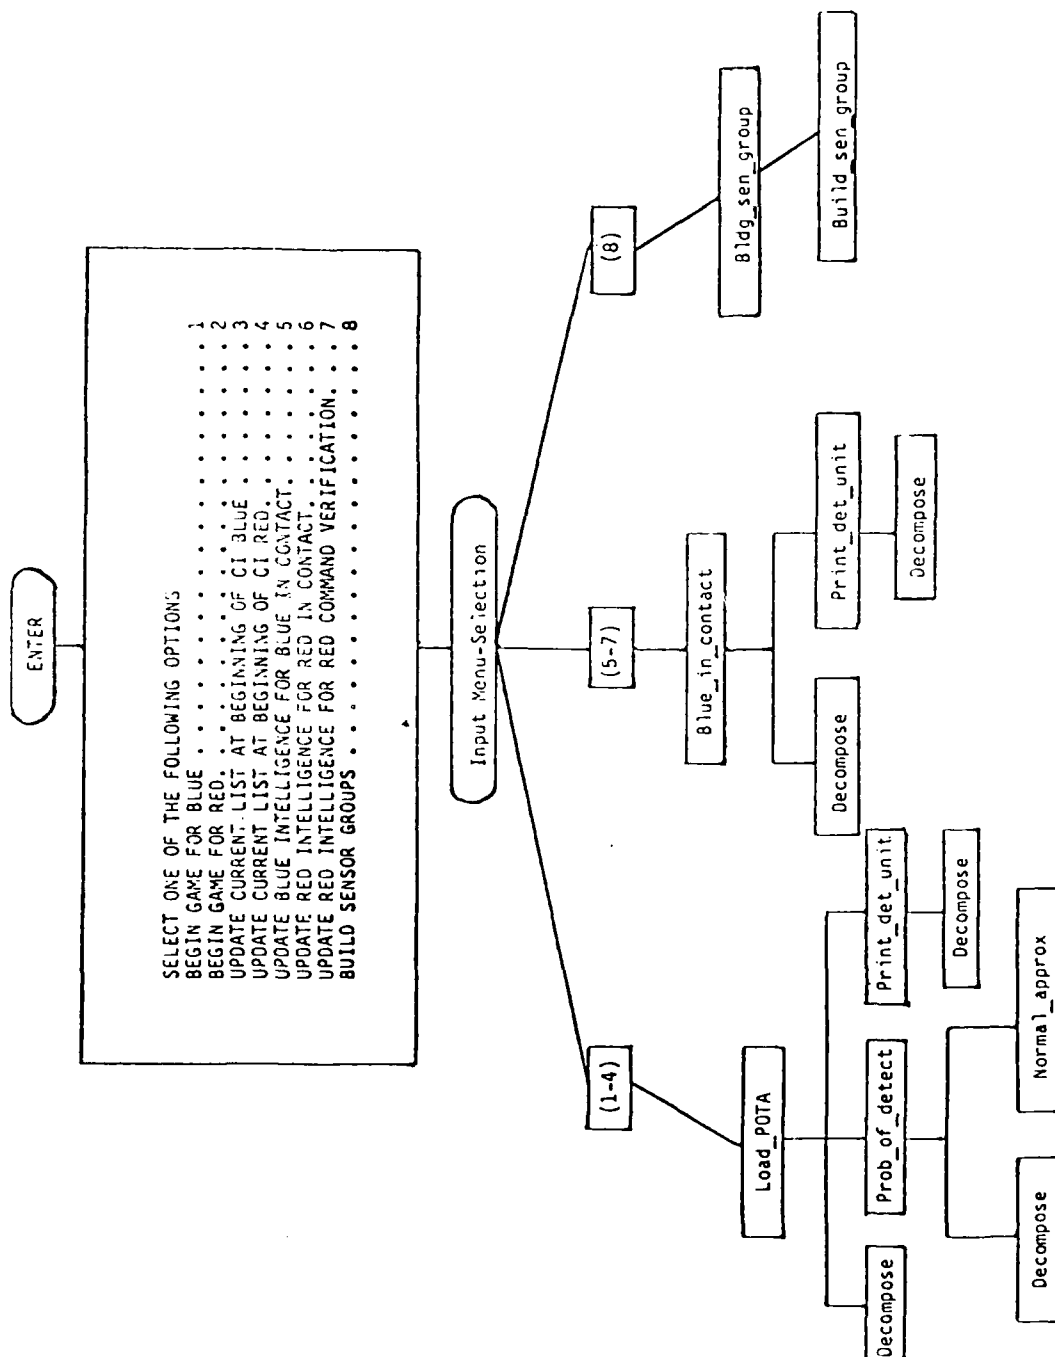 ENTER
SELECT ONE OF THE FOLLOWING OPTIONS
BEGIN GAME FOR BLUE . . . . . . . . . . . . . . . . . . . . 1
BEGIN GAME FOR RED. . . . . . . . . . . . . . . . . . . . . 2
UPDATE CURRENT LIST AT BEGINNING OF CI BLUE . . . . . . . . 3
UPDATE CURRENT LIST AT BEGINNING OF CI RED. . . . . . . . . 4
UPDATE BLUE INTELLIGENCE FOR BLUE IN CONTACT. . . . . . . . 5
UPDATE RED INTELLIGENCE FOR RED IN CONTACT. . . . . . . . . 6
UPDATE RED INTELLIGENCE FOR RED COMMAND VERIFICATION. . . . 7
BUILD SENSOR GROUPS . . . . . . . . . . . . . . . . . . . . 8
Input Menu-Selection
(1-4)
(5-7)
(8)
Load_POTA
Blue_in_contact
Bldg_sen_group
Decompose
Prob_of_detect
Print_det_unit
Decompose
Print_det_unit
Build_sen_group
Decompose
Decompose
Decompose
Normal_approx